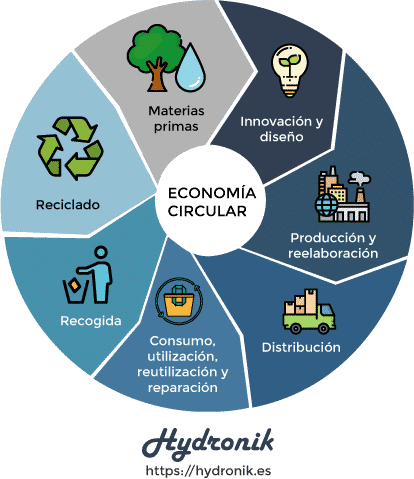 Materias
primas
Innovación y
diseño
Producción y
reelaboración
Distribución
Consumo,
utilización,
reutilización y
reparación
Recogida
Reciclado
ECONOMÍA
CIRCULAR
Hydronik
https://hydronik.es